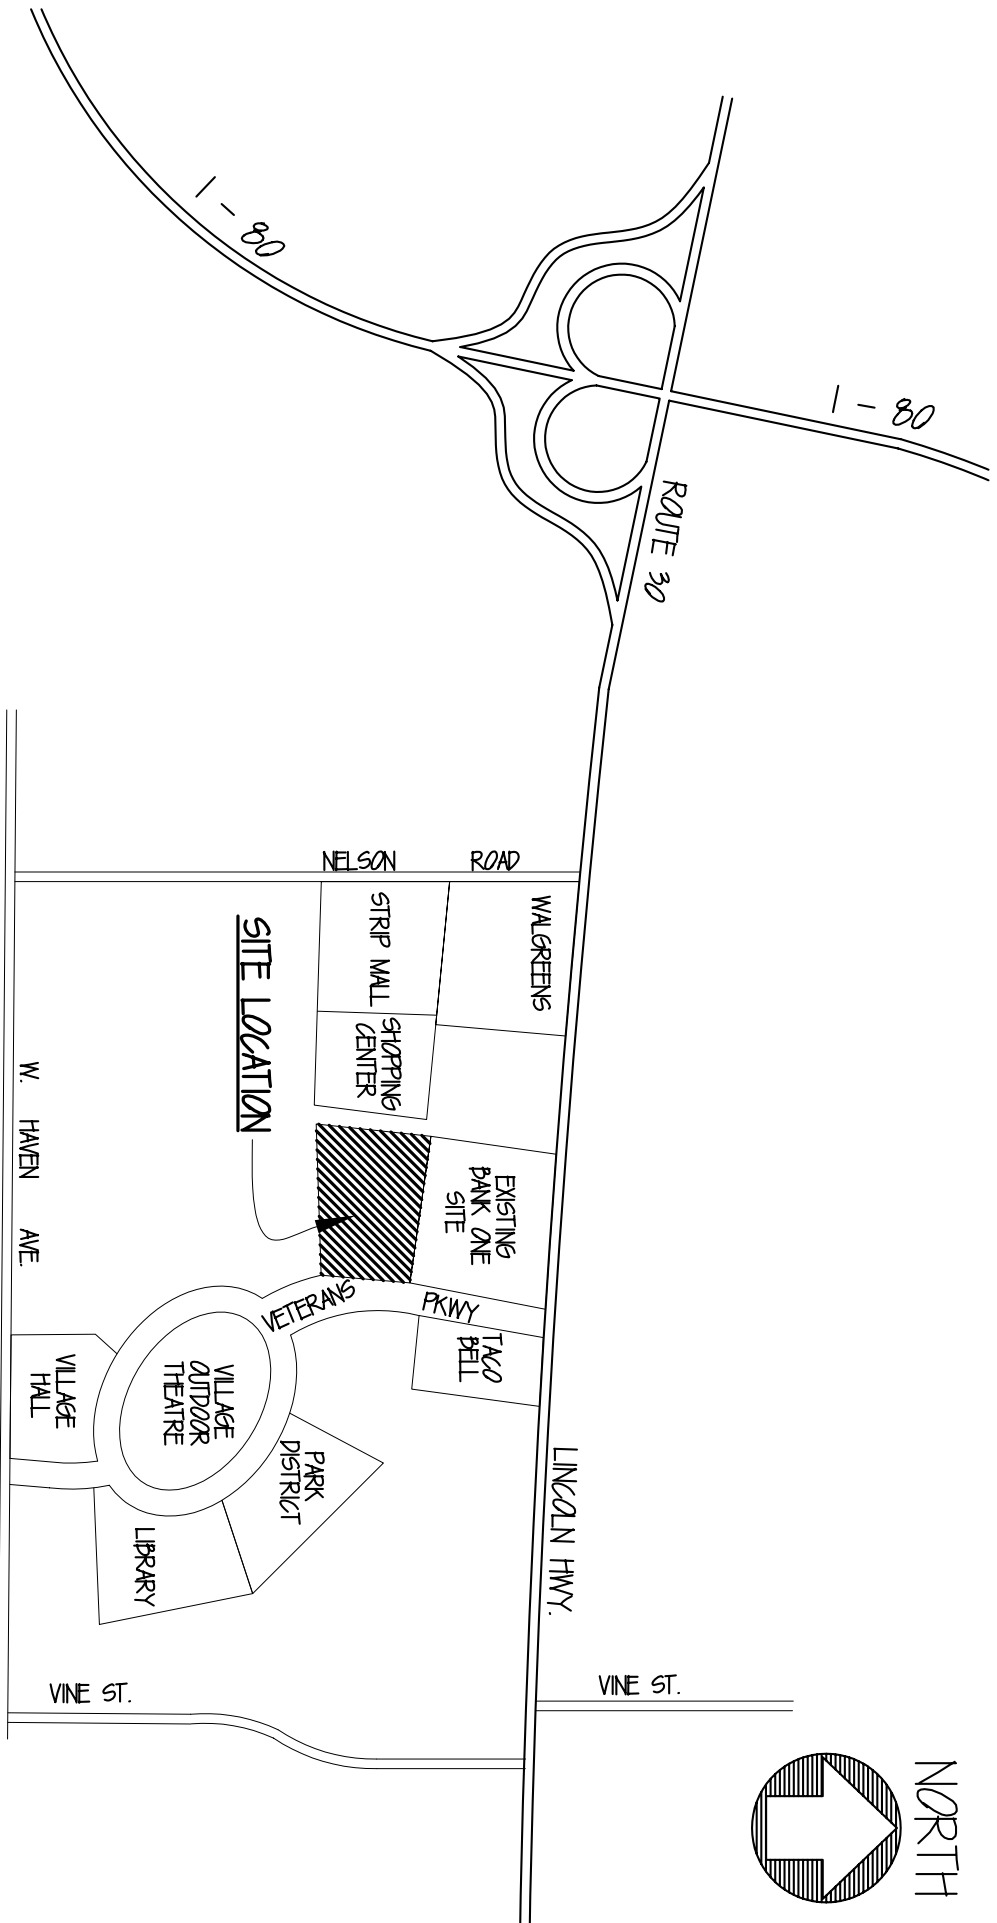 NORTH
I - 80
I - 80
ROUTE 30
LINCOLN HWY.
NELSON ROAD
WALGREENS
STRIP MALL
SHOPPING
CENTER
EXISTING
BANK ONE
SITE
SITE LOCATION
VETERANS PKWY
TACO
BELL
VILLAGE
OUTDOOR
THEATRE
PARK
DISTRICT
LIBRARY
VILLAGE
HALL
VINE ST.
VINE ST.
W. HAVEN AVE.